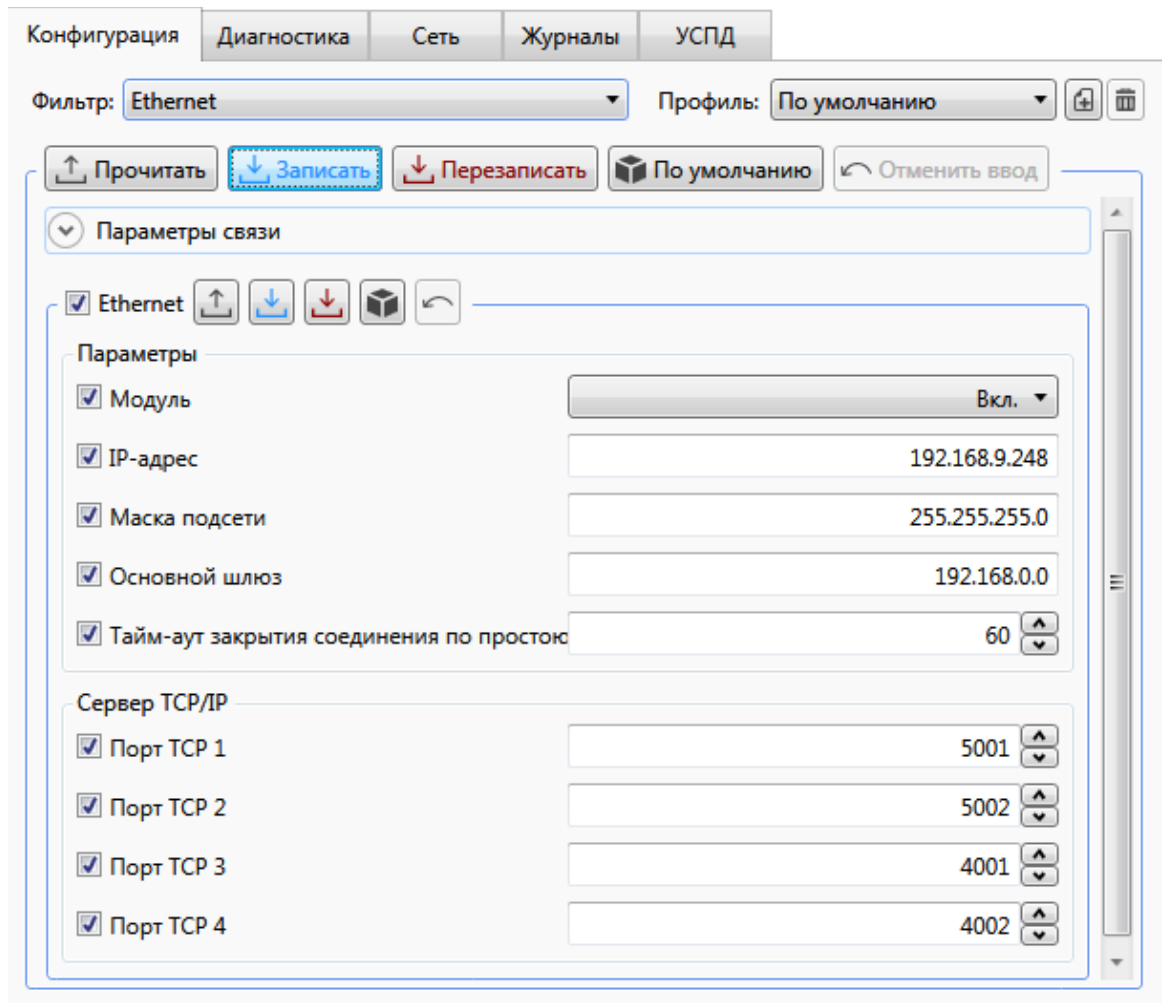 Конфигурация Диагностика Сеть Журналы УСПД
Фильтр: Ethernet Профиль: По умолчанию
Прочитать Записать Перезаписать По умолчанию Отменить ввод
Параметры связи
Ethernet
Параметры
Модуль Вкл.
IP-адрес 192.168.9.248
Маска подсети 255.255.255.0
Основной шлюз 192.168.0.0
Тайм-аут закрытия соединения по простою 60
Сервер TCP/IP
Порт TCP 1 5001
Порт TCP 2 5002
Порт TCP 3 4001
Порт TCP 4 4002